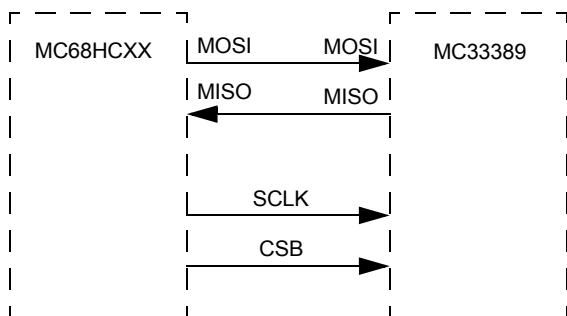 MC68HCXX MOSI MOSI MC33389
MISO MISO
SCLK
CSB